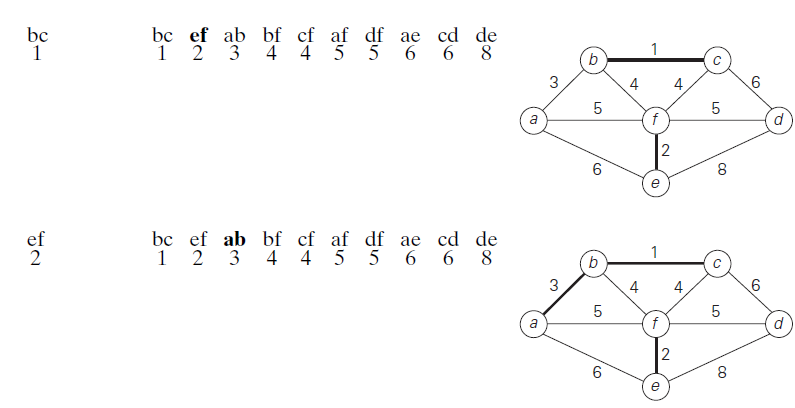 bc bc ef ab bf cf af df ae cd de
1 1 2 3 4 4 5 5 6 6 8
1
b c
3 4 4 6
5 5
a f d
2
6 8
e
ef bc ef ab bf cf af df ae cd de
2 1 2 3 4 4 5 5 6 6 8
1
b c
3 4 4 6
5 5
a f d
2
6 8
e